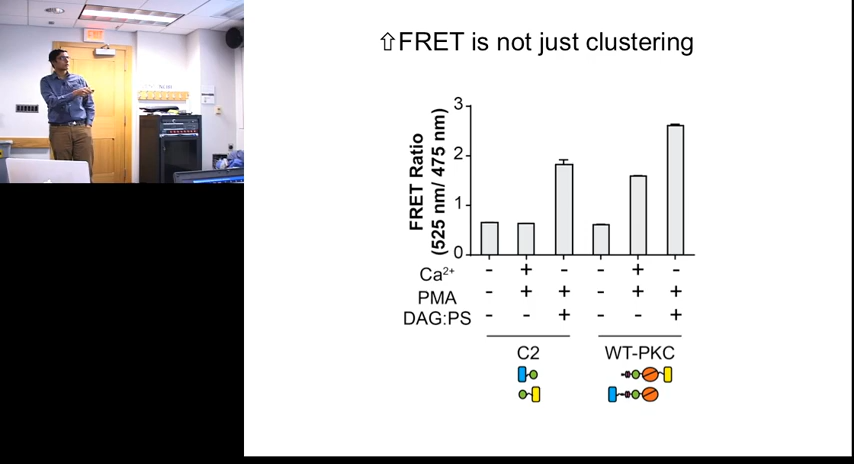 ⇧FRET is not just clustering
FRET Ratio
(525 nm/ 475 nm)
3
2
1
0
Ca²⁺ - + - - + -
PMA - + + - + +
DAG:PS - - + - - +
C2 WT-PKC